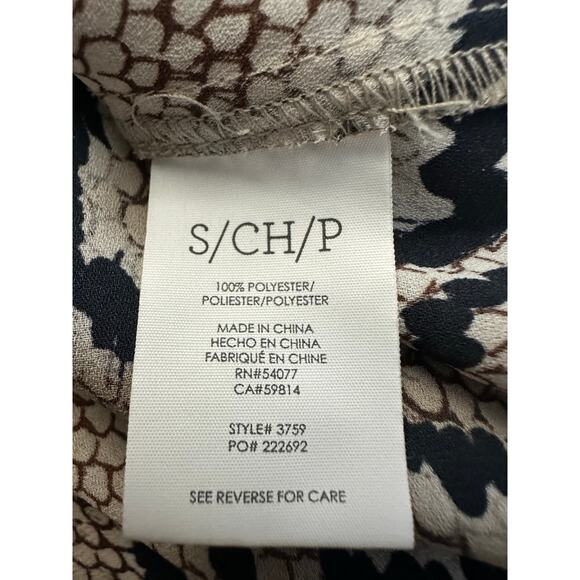 S/CH/P
100% POLYESTER/
POLIESTER/POLYESTER
MADE IN CHINA
HECHO EN CHINA
FABRIQUÉ EN CHINE
RN#54077
CA#59814
STYLE# 3759
PO# 222692
SEE REVERSE FOR CARE